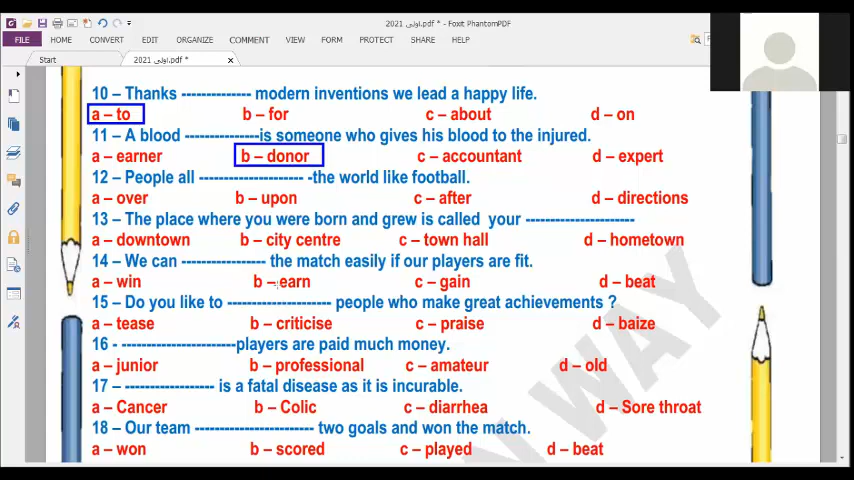 اولى 2021.pdf * - Foxit PhantomPDF
FILE HOME CONVERT EDIT ORGANIZE COMMENT VIEW FORM PROTECT SHARE HELP
Start اولى 2021.pdf *
10 – Thanks -------------- modern inventions we lead a happy life.
a – to b – for c – about d – on
11 – A blood ---------------is someone who gives his blood to the injured.
a – earner b – donor c – accountant d – expert
12 – People all -------------------- -the world like football.
a – over b – upon c – after d – directions
13 – The place where you were born and grew is called your ----------------------
a – downtown b – city centre c – town hall d – hometown
14 – We can ----------------- the match easily if our players are fit.
a – win b – earn c – gain d – beat
15 – Do you like to --------------------- people who make great achievements ?
a – tease b – criticise c – praise d – baize
16 - -----------------------players are paid much money.
a – junior b – professional c – amateur d – old
17 – ------------------ is a fatal disease as it is incurable.
a – Cancer b – Colic c – diarrhea d – Sore throat
18 – Our team ------------------------ two goals and won the match.
a – won b – scored c – played d – beat
WAY